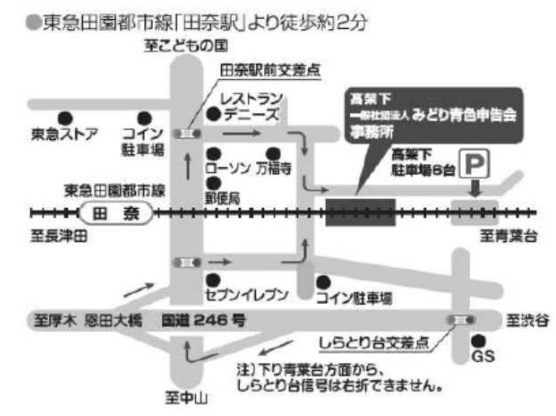 ●東急田園都市線「田奈駅」より徒歩約2分
至こどもの国
田奈駅前交差点
レストラン
デニーズ
高架下
一般社団法人 みどり青色申告会
事務所
東急ストア
コイン
駐車場
ローソン
万福寺
高架下
駐車場6台
P
郵便局
東急田園都市線
田 奈
至長津田
至青葉台
セブンイレブン
コイン駐車場
至厚木 恩田大橋 国道246号
至渋谷
しらとり台交差点
GS
注)下り青葉台方面から、
しらとり台信号は右折できません。
至中山